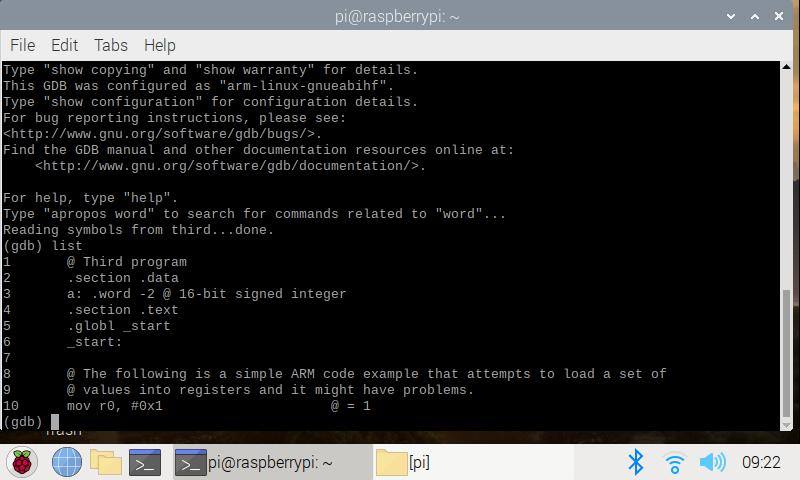 pi@raspberrypi: ~
File Edit Tabs Help
Type "show copying" and "show warranty" for details.
This GDB was configured as "arm-linux-gnueabihf".
Type "show configuration" for configuration details.
For bug reporting instructions, please see:
<http://www.gnu.org/software/gdb/bugs/>.
Find the GDB manual and other documentation resources online at:
    <http://www.gnu.org/software/gdb/documentation/>.
For help, type "help".
Type "apropos word" to search for commands related to "word"...
Reading symbols from third...done.
(gdb) list
1       @ Third program
2       .section .data
3       a: .word -2 @ 16-bit signed integer
4       .section .text
5       .globl _start
6       _start:
7
8       @ The following is a simple ARM code example that attempts to load a set of
9       @ values into registers and it might have problems.
10      mov r0, #0x1                     @ = 1
(gdb)
pi@raspberrypi: ~ [pi] 09:22